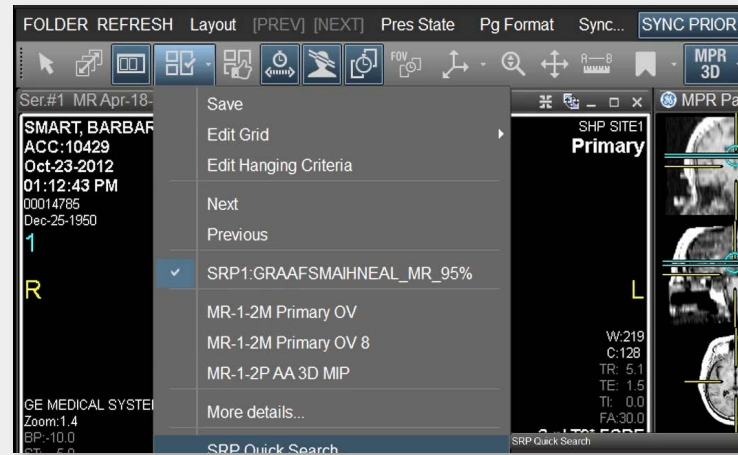 FOLDER REFRESH Layout [PREV] [NEXT] Pres State Pg Format Sync... SYNC PRIOR
FOV
R—B
MPR
3D
Ser.#1 MR Apr-18-
MPR Pa
SMART, BARBAR
ACC:10429
Oct-23-2012
01:12:43 PM
00014785
Dec-25-1950
1
R
GE MEDICAL SYSTE
Zoom:1.4
BP:-10.0
Save
Edit Grid
Edit Hanging Criteria
Next
Previous
SRP1:GRAAFSMAIHNEAL_MR_95%
MR-1-2M Primary OV
MR-1-2M Primary OV 8
MR-1-2P AA 3D MIP
More details...
SRP Quick Search
SHP SITE1
Primary
L
W:219
C:128
TR: 5.1
TE: 1.5
TI: 0.0
FA:30.0
SRP Quick Search